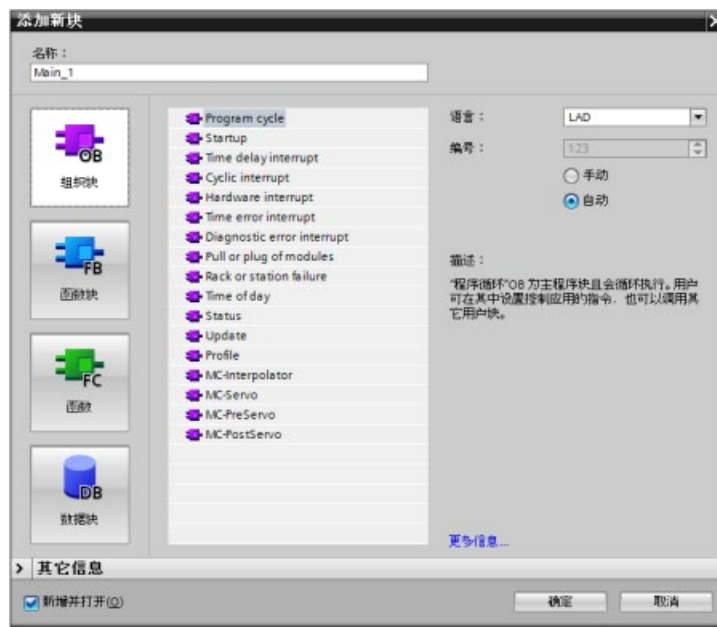 添加新块
名称：
Main_1
OB
组织块
FB
函数块
FC
函数
DB
数据块
Program cycle
Startup
Time delay interrupt
Cyclic interrupt
Hardware interrupt
Time error interrupt
Diagnostic error interrupt
Pull or plug of modules
Rack or station failure
Time of day
Status
Update
Profile
MC-Interpolator
MC-Servo
MC-PreServo
MC-PostServo
语言：
LAD
编号：
123
手动
自动
描述：
“程序循环”OB 为主程序块且会循环执行。用户
可在其中设置控制应用的指令，也可以调用其
它用户块。
更多信息...
其它信息
新增并打开(O)
确定
取消